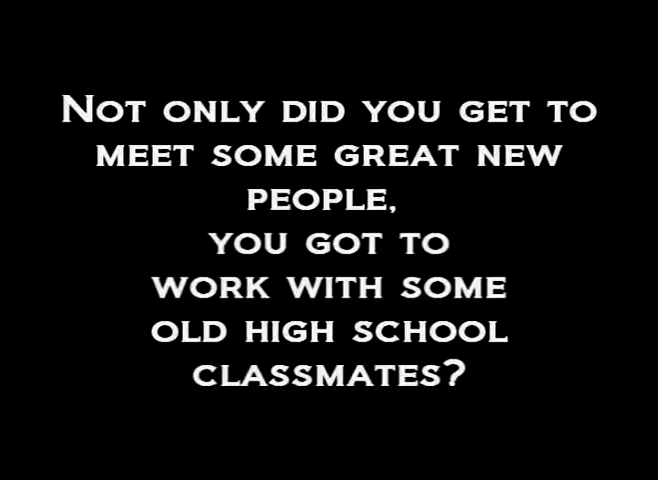 Not only did you get to
meet some great new
people,
you got to
work with some
old high school
classmates?